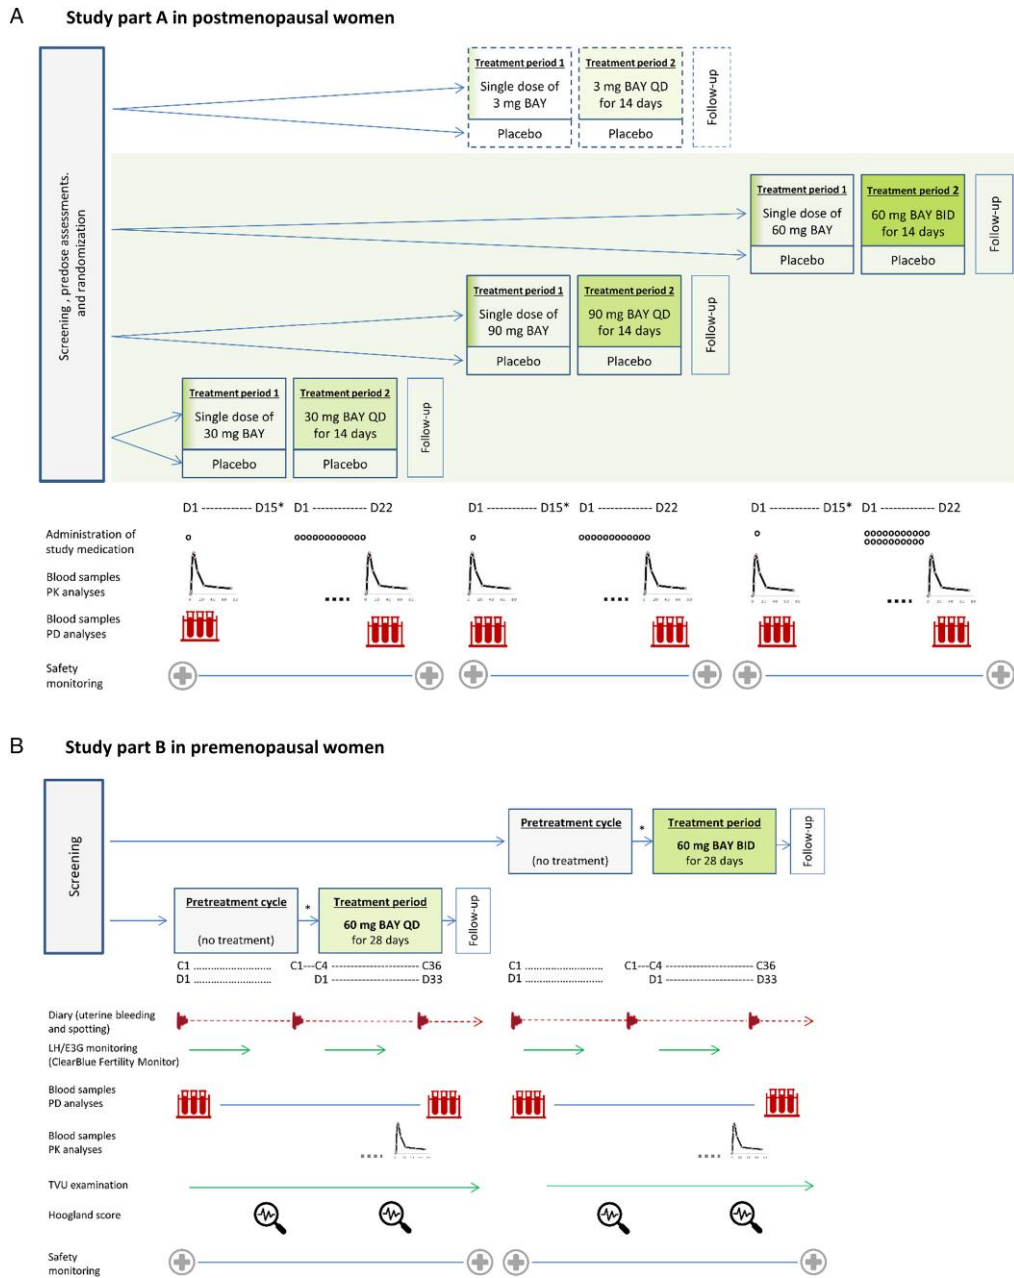 A
Study part A in postmenopausal women
Screening , predose assessments.
and randomization
Treatment period 1
Single dose of
3 mg BAY
Placebo
Treatment period 2
3 mg BAY QD
for 14 days
Placebo
Follow-up
Treatment period 1
Single dose of
60 mg BAY
Placebo
Treatment period 2
60 mg BAY BID
for 14 days
Placebo
Follow-up
Treatment period 1
Single dose of
90 mg BAY
Placebo
Treatment period 2
90 mg BAY QD
for 14 days
Placebo
Follow-up
Treatment period 1
Single dose of
30 mg BAY
Placebo
Treatment period 2
30 mg BAY QD
for 14 days
Placebo
Follow-up
D1 ------------ D15* D1 ------------- D22
D1 ------------ D15* D1 ------------- D22
D1 ------------ D15* D1 ------------- D22
Administration of
study medication
Blood samples
PK analyses
Blood samples
PD analyses
Safety
monitoring
B
Study part B in premenopausal women
Screening
Pretreatment cycle
(no treatment)
*
Treatment period
60 mg BAY BID
for 28 days
Follow-up
Pretreatment cycle
(no treatment)
*
Treatment period
60 mg BAY QD
for 28 days
Follow-up
C1 .......................... C1---C4 ---------------------- C36
D1 .......................... D1 ------------------------ D33
C1 .......................... C1---C4 ---------------------- C36
D1 .......................... D1 ------------------------ D33
Diary (uterine bleeding
and spotting)
LH/E3G monitoring
(ClearBlue Fertility Monitor)
Blood samples
PD analyses
Blood samples
PK analyses
TVU examination
Hoogland score
Safety
monitoring